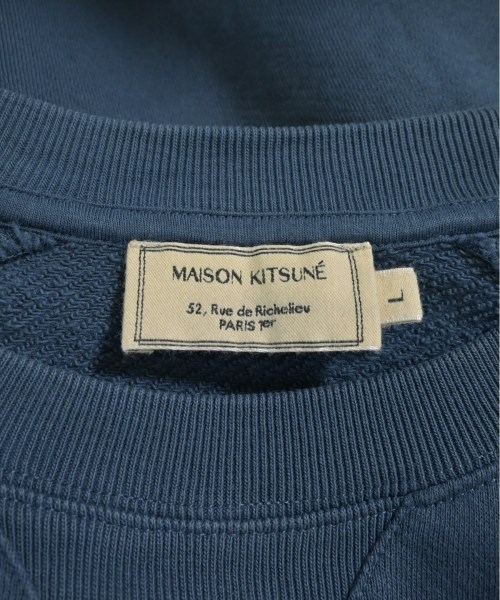 MAISON KITSUNÉ
52, Rue de Richelieu
PARIS 1er
L